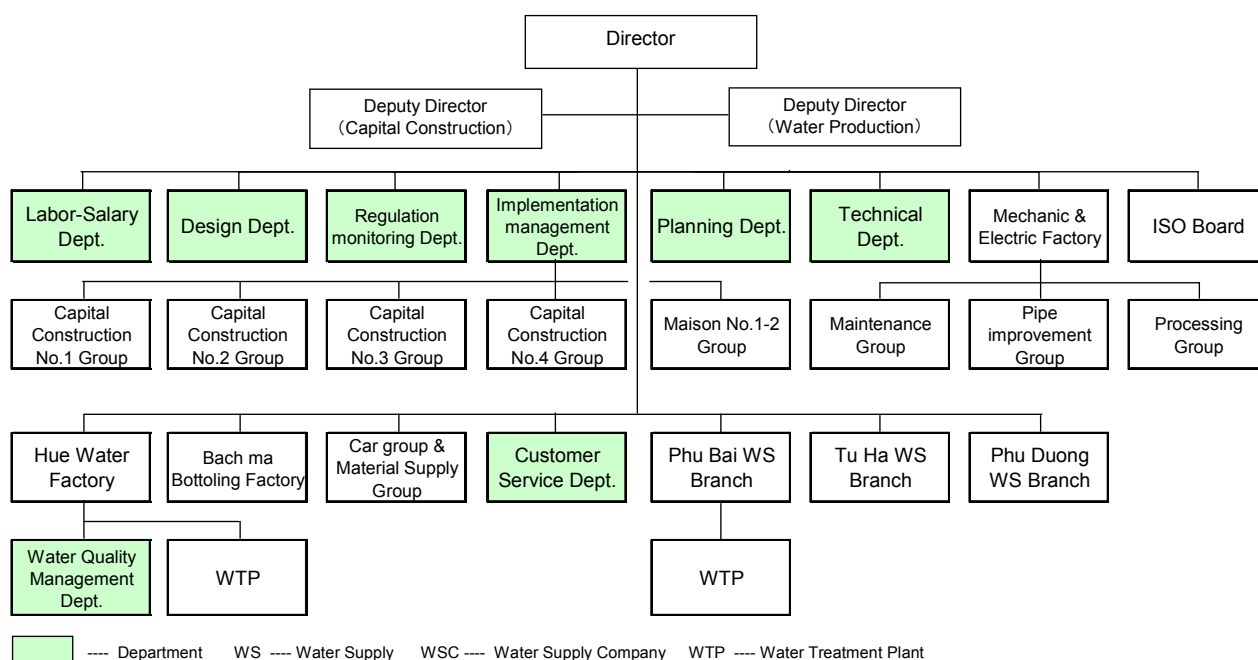 Director
Deputy Director
（Capital Construction）
Deputy Director
（Water Production）
Labor-Salary
Dept.
Design Dept.
Regulation
monitoring Dept.
Implementation
management
Dept.
Planning Dept.
Technical
Dept.
Mechanic &
Electric Factory
ISO Board
Capital
Construction
No.1 Group
Capital
Construction
No.2 Group
Capital
Construction
No.3 Group
Capital
Construction
No.4 Group
Maison No.1-2
Group
Maintenance
Group
Pipe
improvement
Group
Processing
Group
Hue Water
Factory
Bach ma
Bottoling Factory
Car group &
Material Supply
Group
Customer
Service Dept.
Phu Bai WS
Branch
Tu Ha WS
Branch
Phu Duong
WS Branch
Water Quality
Management
Dept.
WTP
WTP
---- Department WS ---- Water Supply WSC ---- Water Supply Company WTP ---- Water Treatment Plant